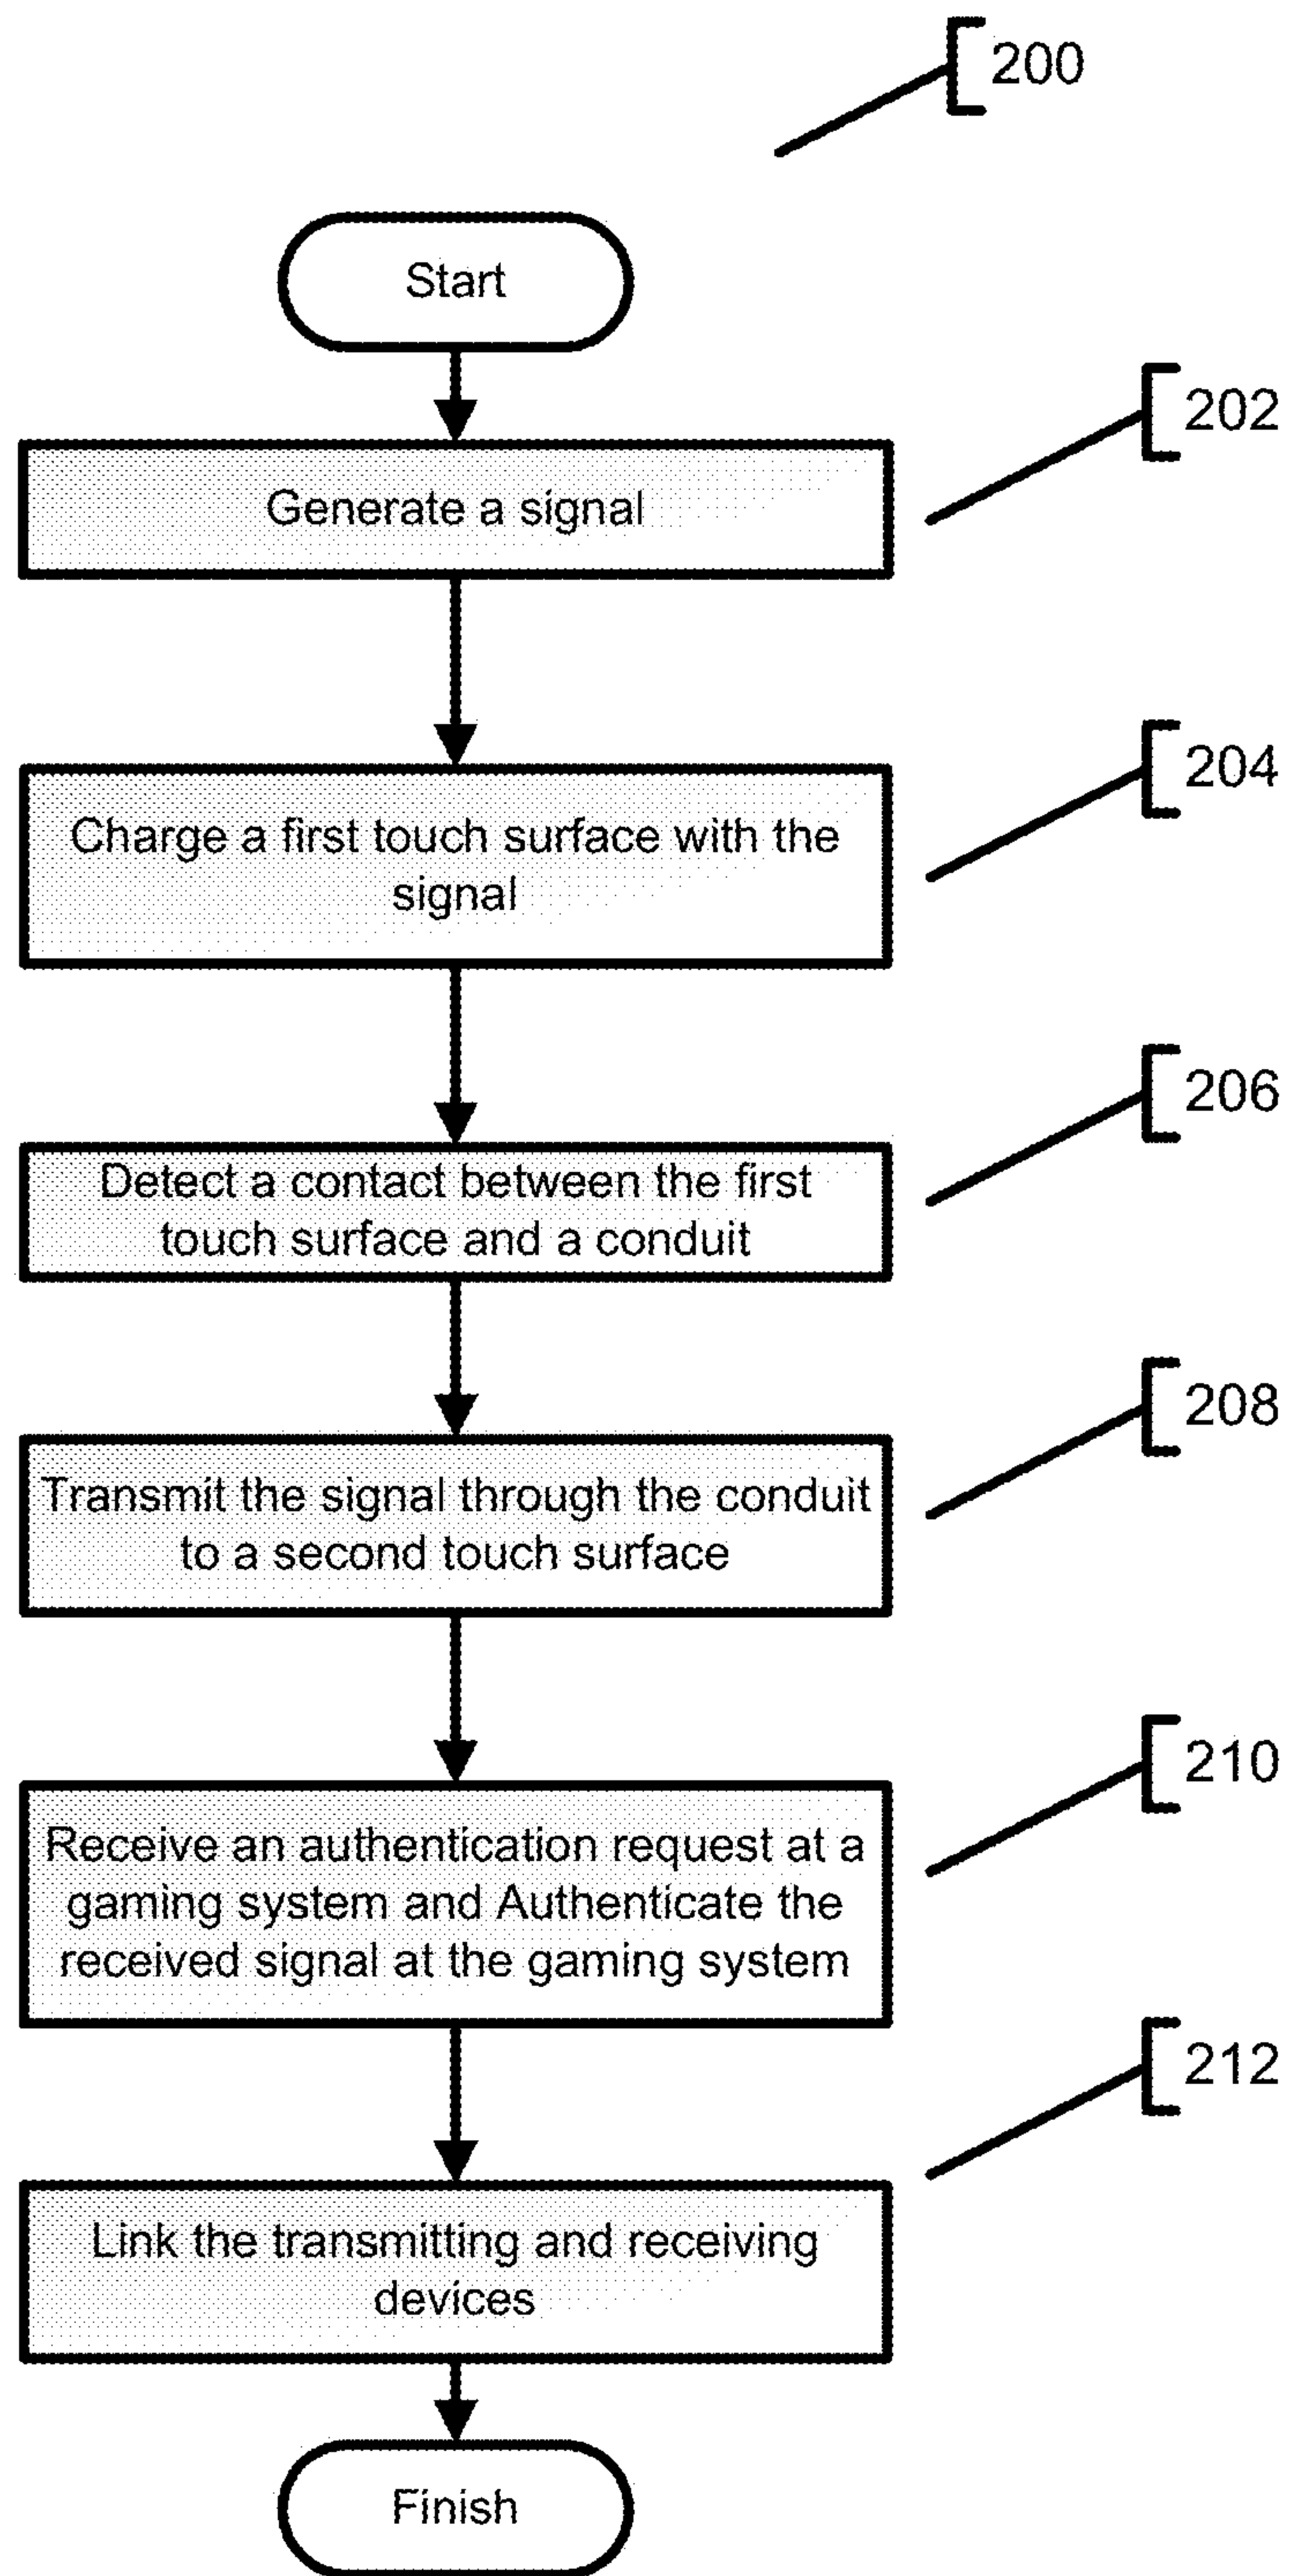 200
Start
202
Generate a signal
204
Charge a first touch surface with the
signal
206
Detect a contact between the first
touch surface and a conduit
208
Transmit the signal through the conduit
to a second touch surface
210
Receive an authentication request at a
gaming system and Authenticate the
received signal at the gaming system
212
Link the transmitting and receiving
devices
Finish